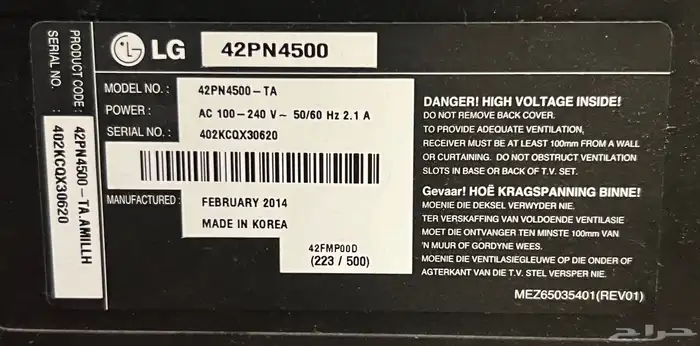 PRODUCT CODE : 42PN4500-TA.AMILLH
SERIAL NO. : 402KCQX30620
LG 42PN4500
MODEL NO. : 42PN4500-TA
POWER : AC 100-240 V~ 50/60 Hz 2.1 A
SERIAL NO. : 402KCQX30620
MANUFACTURED : FEBRUARY 2014
MADE IN KOREA
42FMP00D
(223 / 500)
DANGER! HIGH VOLTAGE INSIDE!
DO NOT REMOVE BACK COVER.
TO PROVIDE ADEQUATE VENTILATION,
RECEIVER MUST BE AT LEAST 100mm FROM A WALL
OR CURTAINING. DO NOT OBSTRUCT VENTILATION
SLOTS IN BASE OR BACK OF T.V. SET.
Gevaar! HOË KRAGSPANNING BINNE!
MOENIE DIE DEKSEL VERWYDER NIE.
TER VERSKAFFING VAN VOLDOENDE VENTILASIE
MOET DIE ONTVANGER TEN MINSTE 100mm VAN
'N MUUR OF GORDYNE WEES.
MOENIE DIE VENTILASIEGLEUWE OP DIE ONDER OF
AGTERKANT VAN DIE T.V. STEL VERSPER NIE.
MEZ65035401(REV01)
حراج